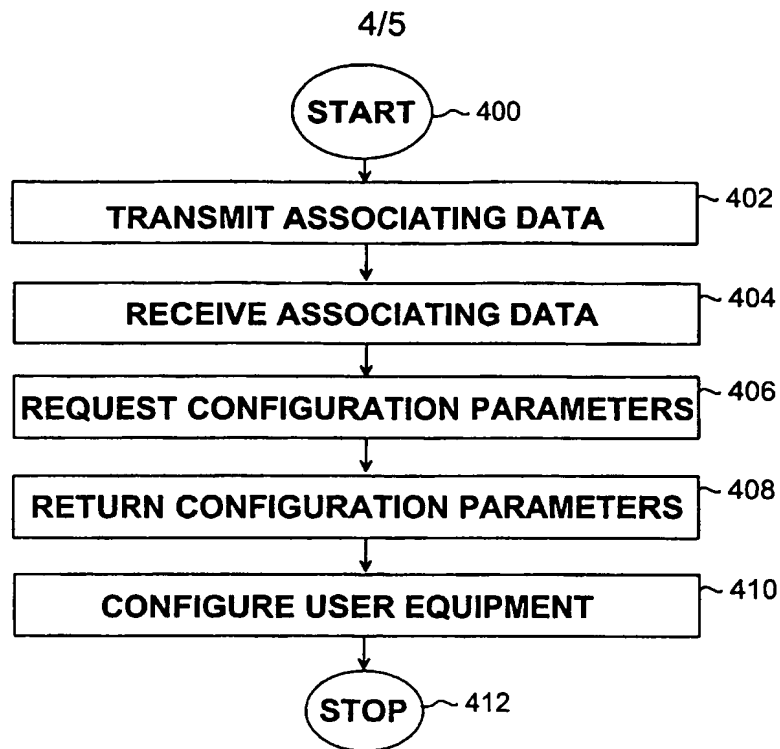 4/5
START
400
TRANSMIT ASSOCIATING DATA
402
RECEIVE ASSOCIATING DATA
404
REQUEST CONFIGURATION PARAMETERS
406
RETURN CONFIGURATION PARAMETERS
408
CONFIGURE USER EQUIPMENT
410
STOP
412